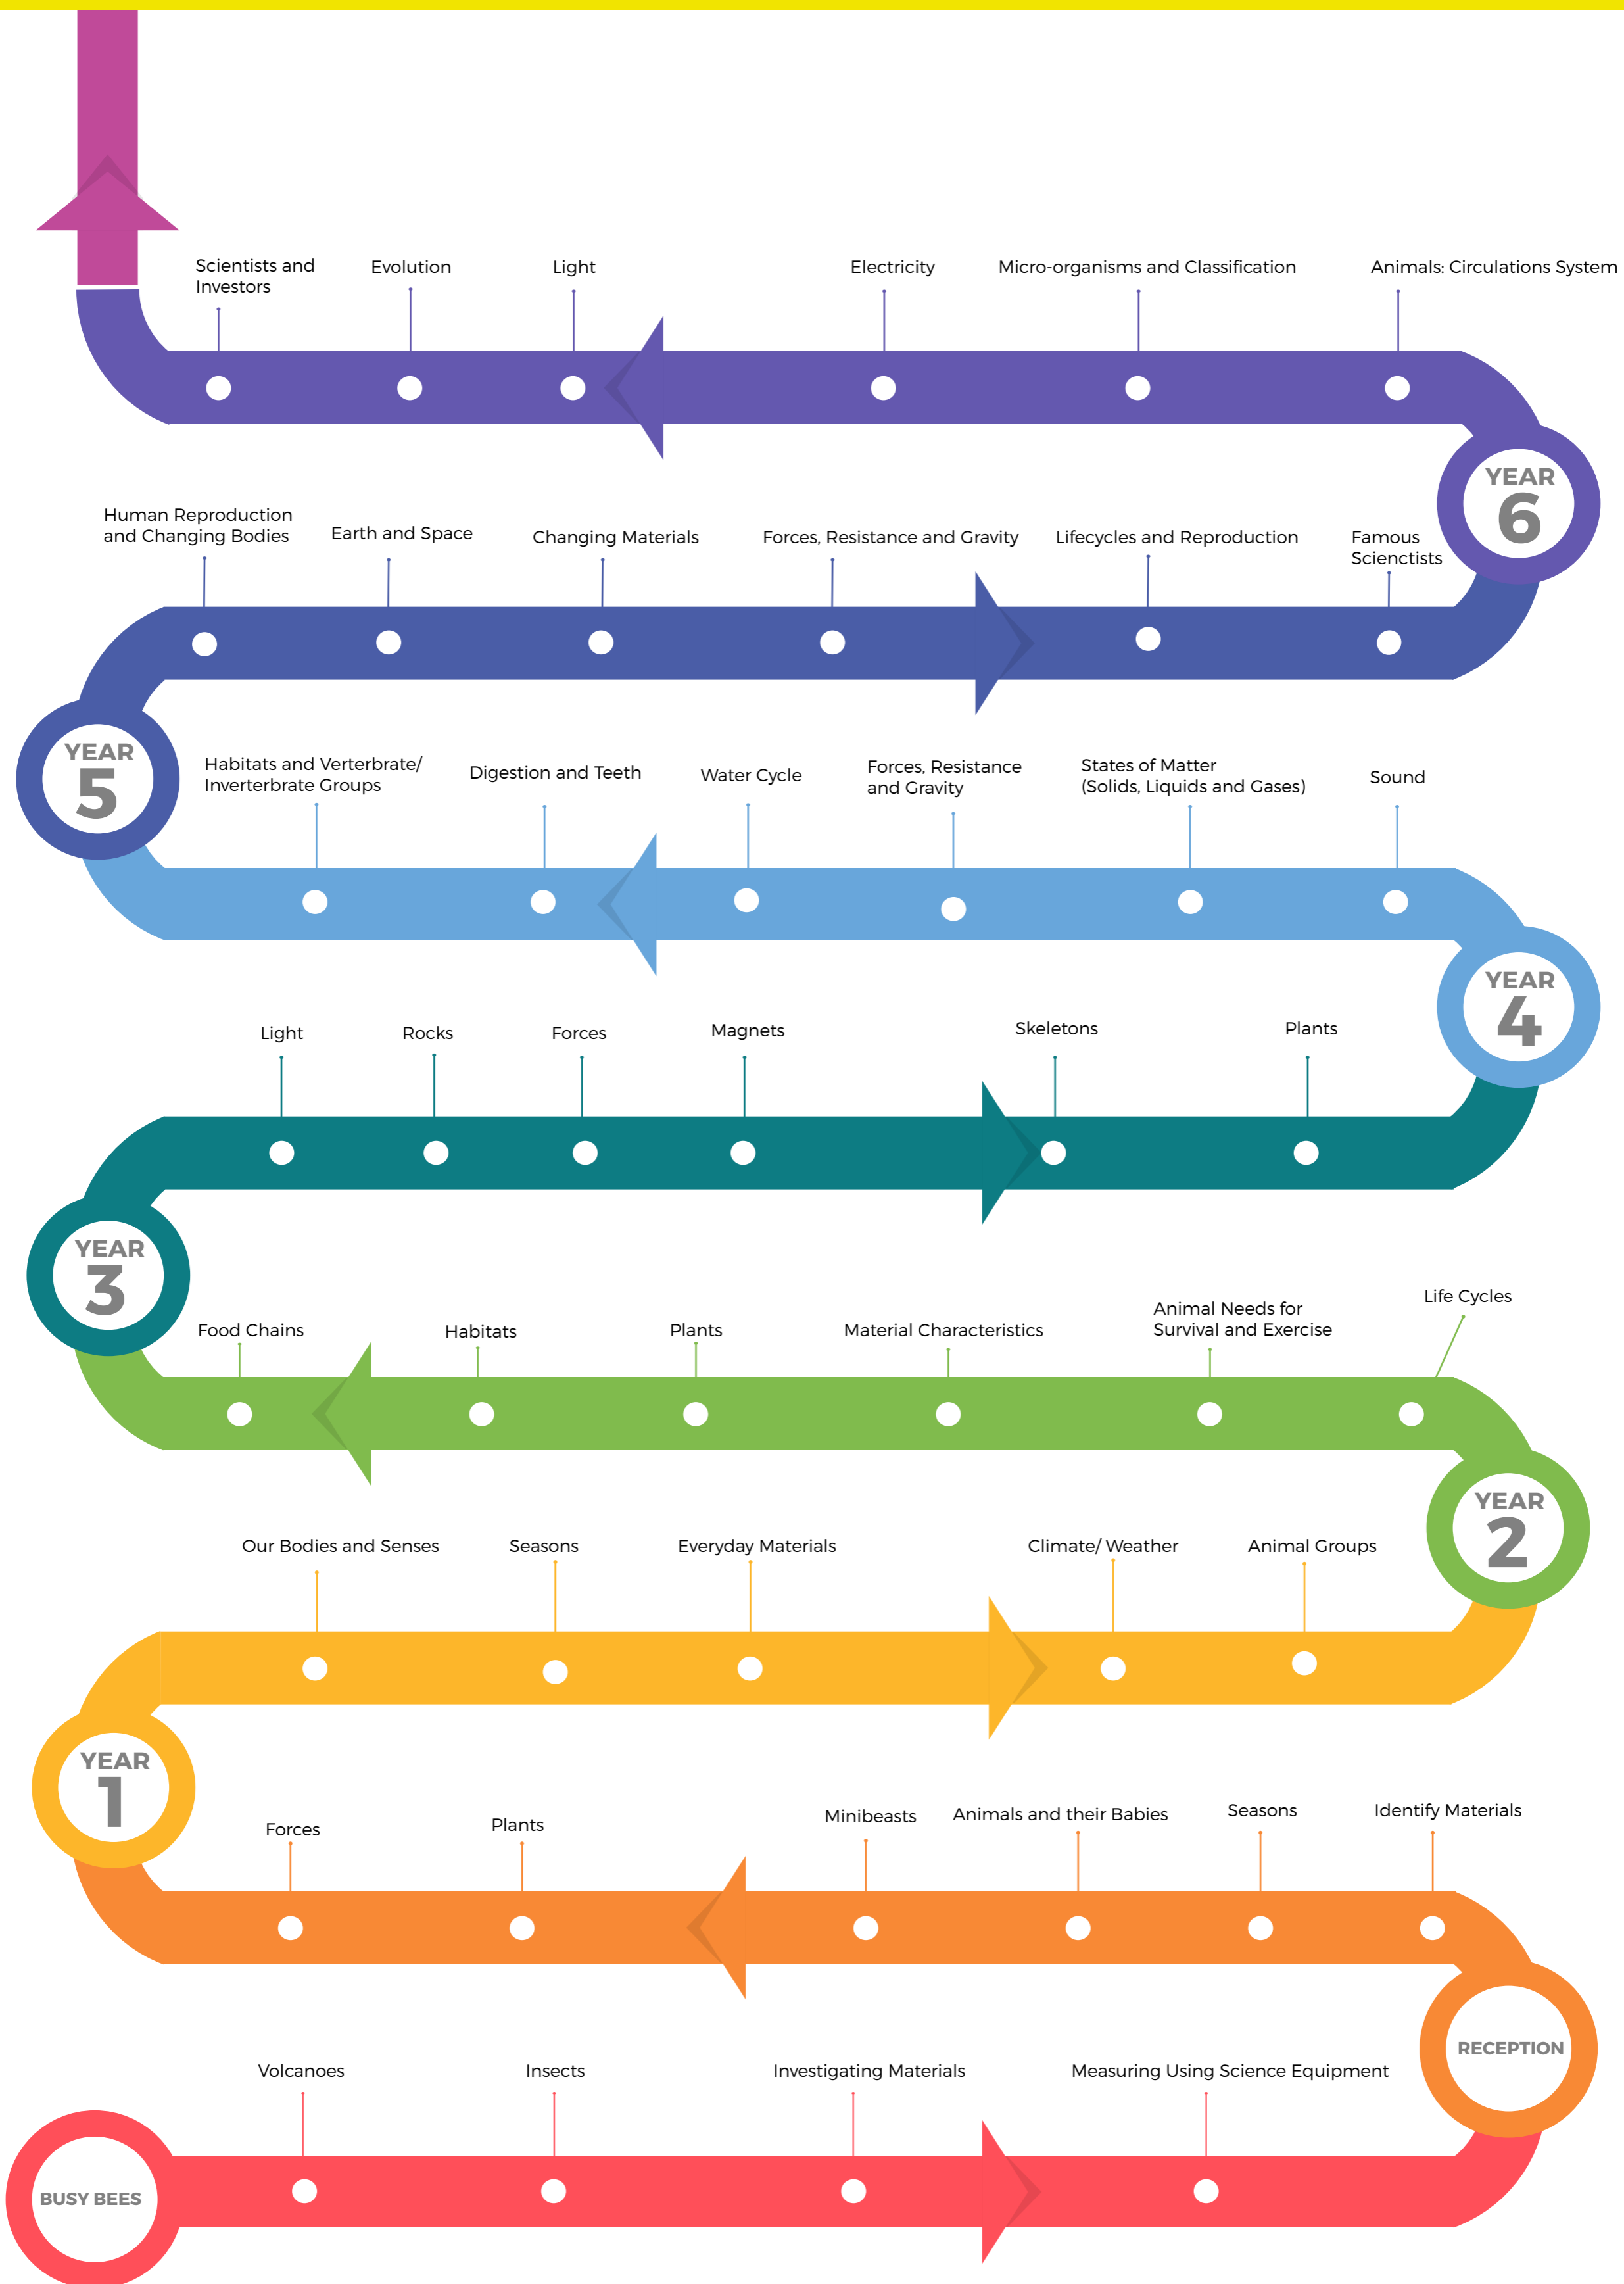 Scientists and
Investors
Evolution
Light
Electricity
Micro-organisms and Classification
Animals: Circulations System
YEAR
6
Human Reproduction
and Changing Bodies
Earth and Space
Changing Materials
Forces, Resistance and Gravity
Lifecycles and Reproduction
Famous
Scienctists
YEAR
5
Habitats and Verterbrate/
Inverterbrate Groups
Digestion and Teeth
Water Cycle
Forces, Resistance
and Gravity
States of Matter
(Solids, Liquids and Gases)
Sound
YEAR
4
Light
Rocks
Forces
Magnets
Skeletons
Plants
YEAR
3
Food Chains
Habitats
Plants
Material Characteristics
Animal Needs for
Survival and Exercise
Life Cycles
YEAR
2
Our Bodies and Senses
Seasons
Everyday Materials
Climate/ Weather
Animal Groups
YEAR
1
Forces
Plants
Minibeasts
Animals and their Babies
Seasons
Identify Materials
RECEPTION
Volcanoes
Insects
Investigating Materials
Measuring Using Science Equipment
BUSY BEES